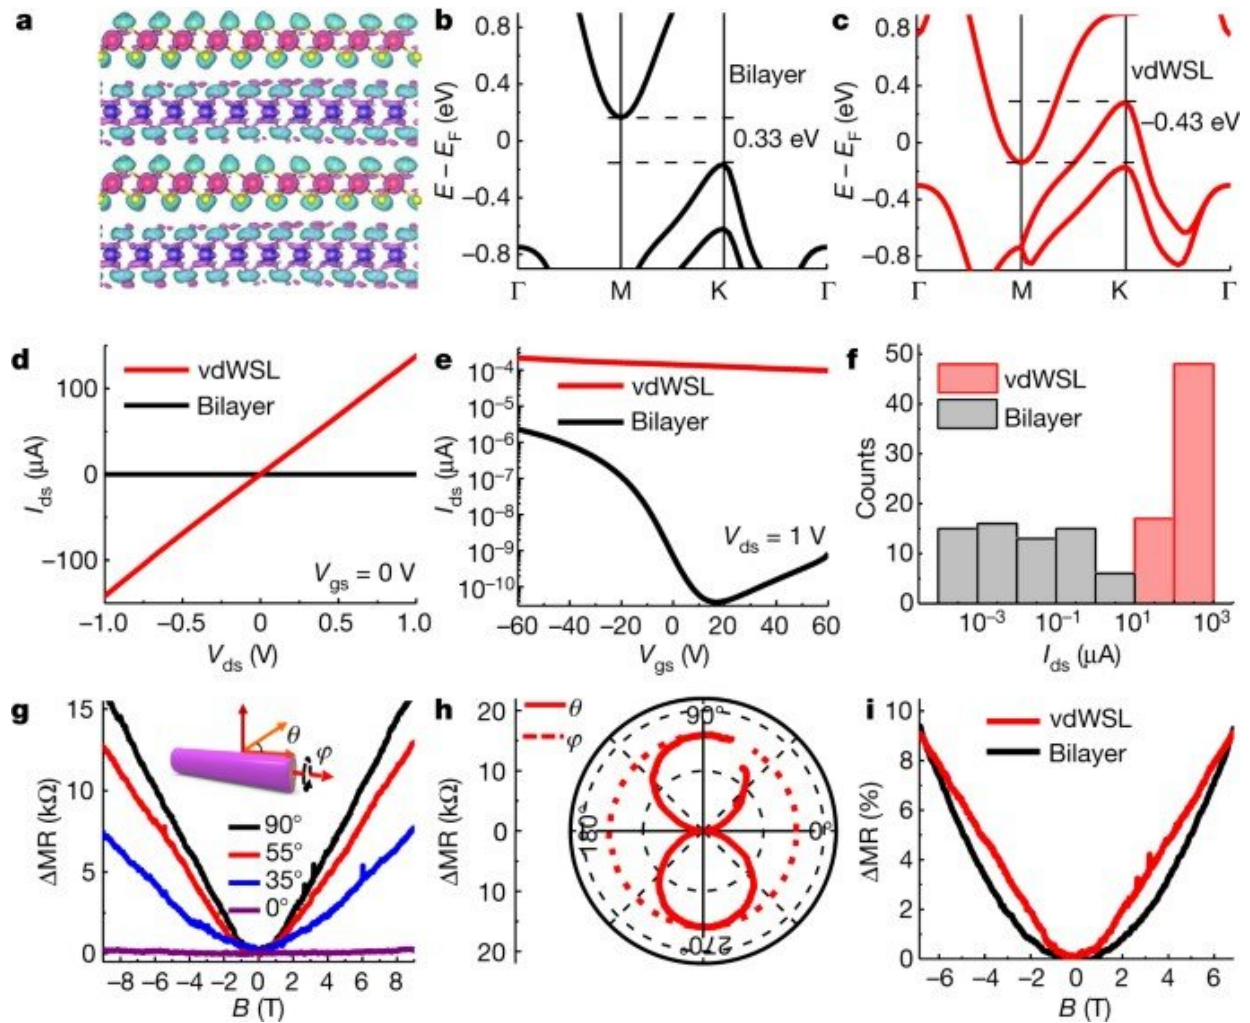 a
b
0.8
0.4
0
−0.4
−0.8
E − E_F (eV)
Bilayer
0.33 eV
Γ
M
K
Γ
c
0.8
0.4
0
−0.4
−0.8
E − E_F (eV)
vdWSL
−0.43 eV
Γ
M
K
Γ
d
100
0
−100
I_ds (μA)
vdWSL
Bilayer
V_gs = 0 V
−1.0
−0.5
0
0.5
1.0
V_ds (V)
e
10⁻⁴
10⁻⁵
10⁻⁶
10⁻⁷
10⁻⁸
10⁻⁹
10⁻¹⁰
I_ds (μA)
vdWSL
Bilayer
V_ds = 1 V
−60
−40
−20
0
20
40
60
V_gs (V)
f
50
40
30
20
10
0
Counts
vdWSL
Bilayer
10⁻³
10⁻¹
10¹
10³
I_ds (μA)
g
15
10
5
0
ΔMR (kΩ)
θ
φ
90°
55°
35°
0°
−8
−6
−4
−2
0
2
4
6
8
B (T)
h
20
10
0
10
20
ΔMR (kΩ)
θ
φ
90°
180°
0°
270°
i
10
8
6
4
2
0
ΔMR (%)
vdWSL
Bilayer
−6
−4
−2
0
2
4
6
B (T)